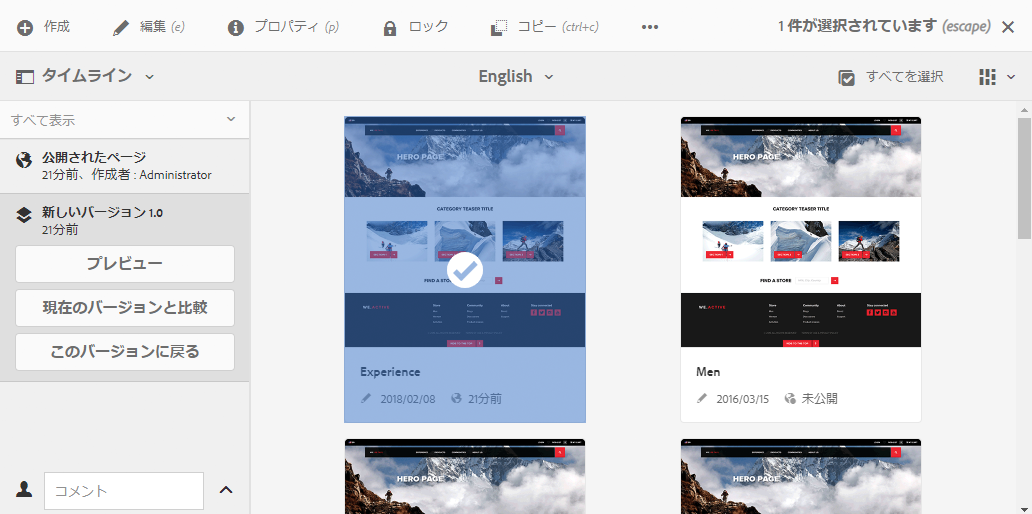 作成
編集 (e)
プロパティ (p)
ロック
コピー (ctrl+c)
1 件が選択されています (escape)
タイムライン
English
すべてを選択
すべて表示
公開されたページ
21分前、作成者 : Administrator
新しいバージョン 1.0
21分前
プレビュー
現在のバージョンと比較
このバージョンに戻る
コメント
HERO PAGE
CATEGORY TEASER TITLE
FIND A STORE
Experience
2018/02/08
21分前
HERO PAGE
CATEGORY TEASER TITLE
FIND A STORE
Men
2016/03/15
未公開
HERO PAGE
HERO PAGE